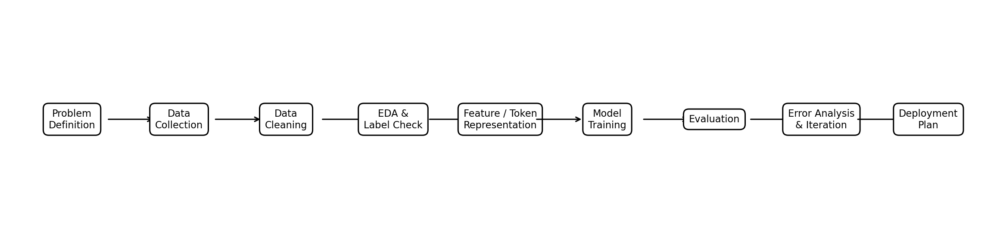 Problem
Definition
Data
Collection
Data
Cleaning
EDA &
Label Check
Feature / Token
Representation
Model
Training
Evaluation
Error Analysis
& Iteration
Deployment
Plan